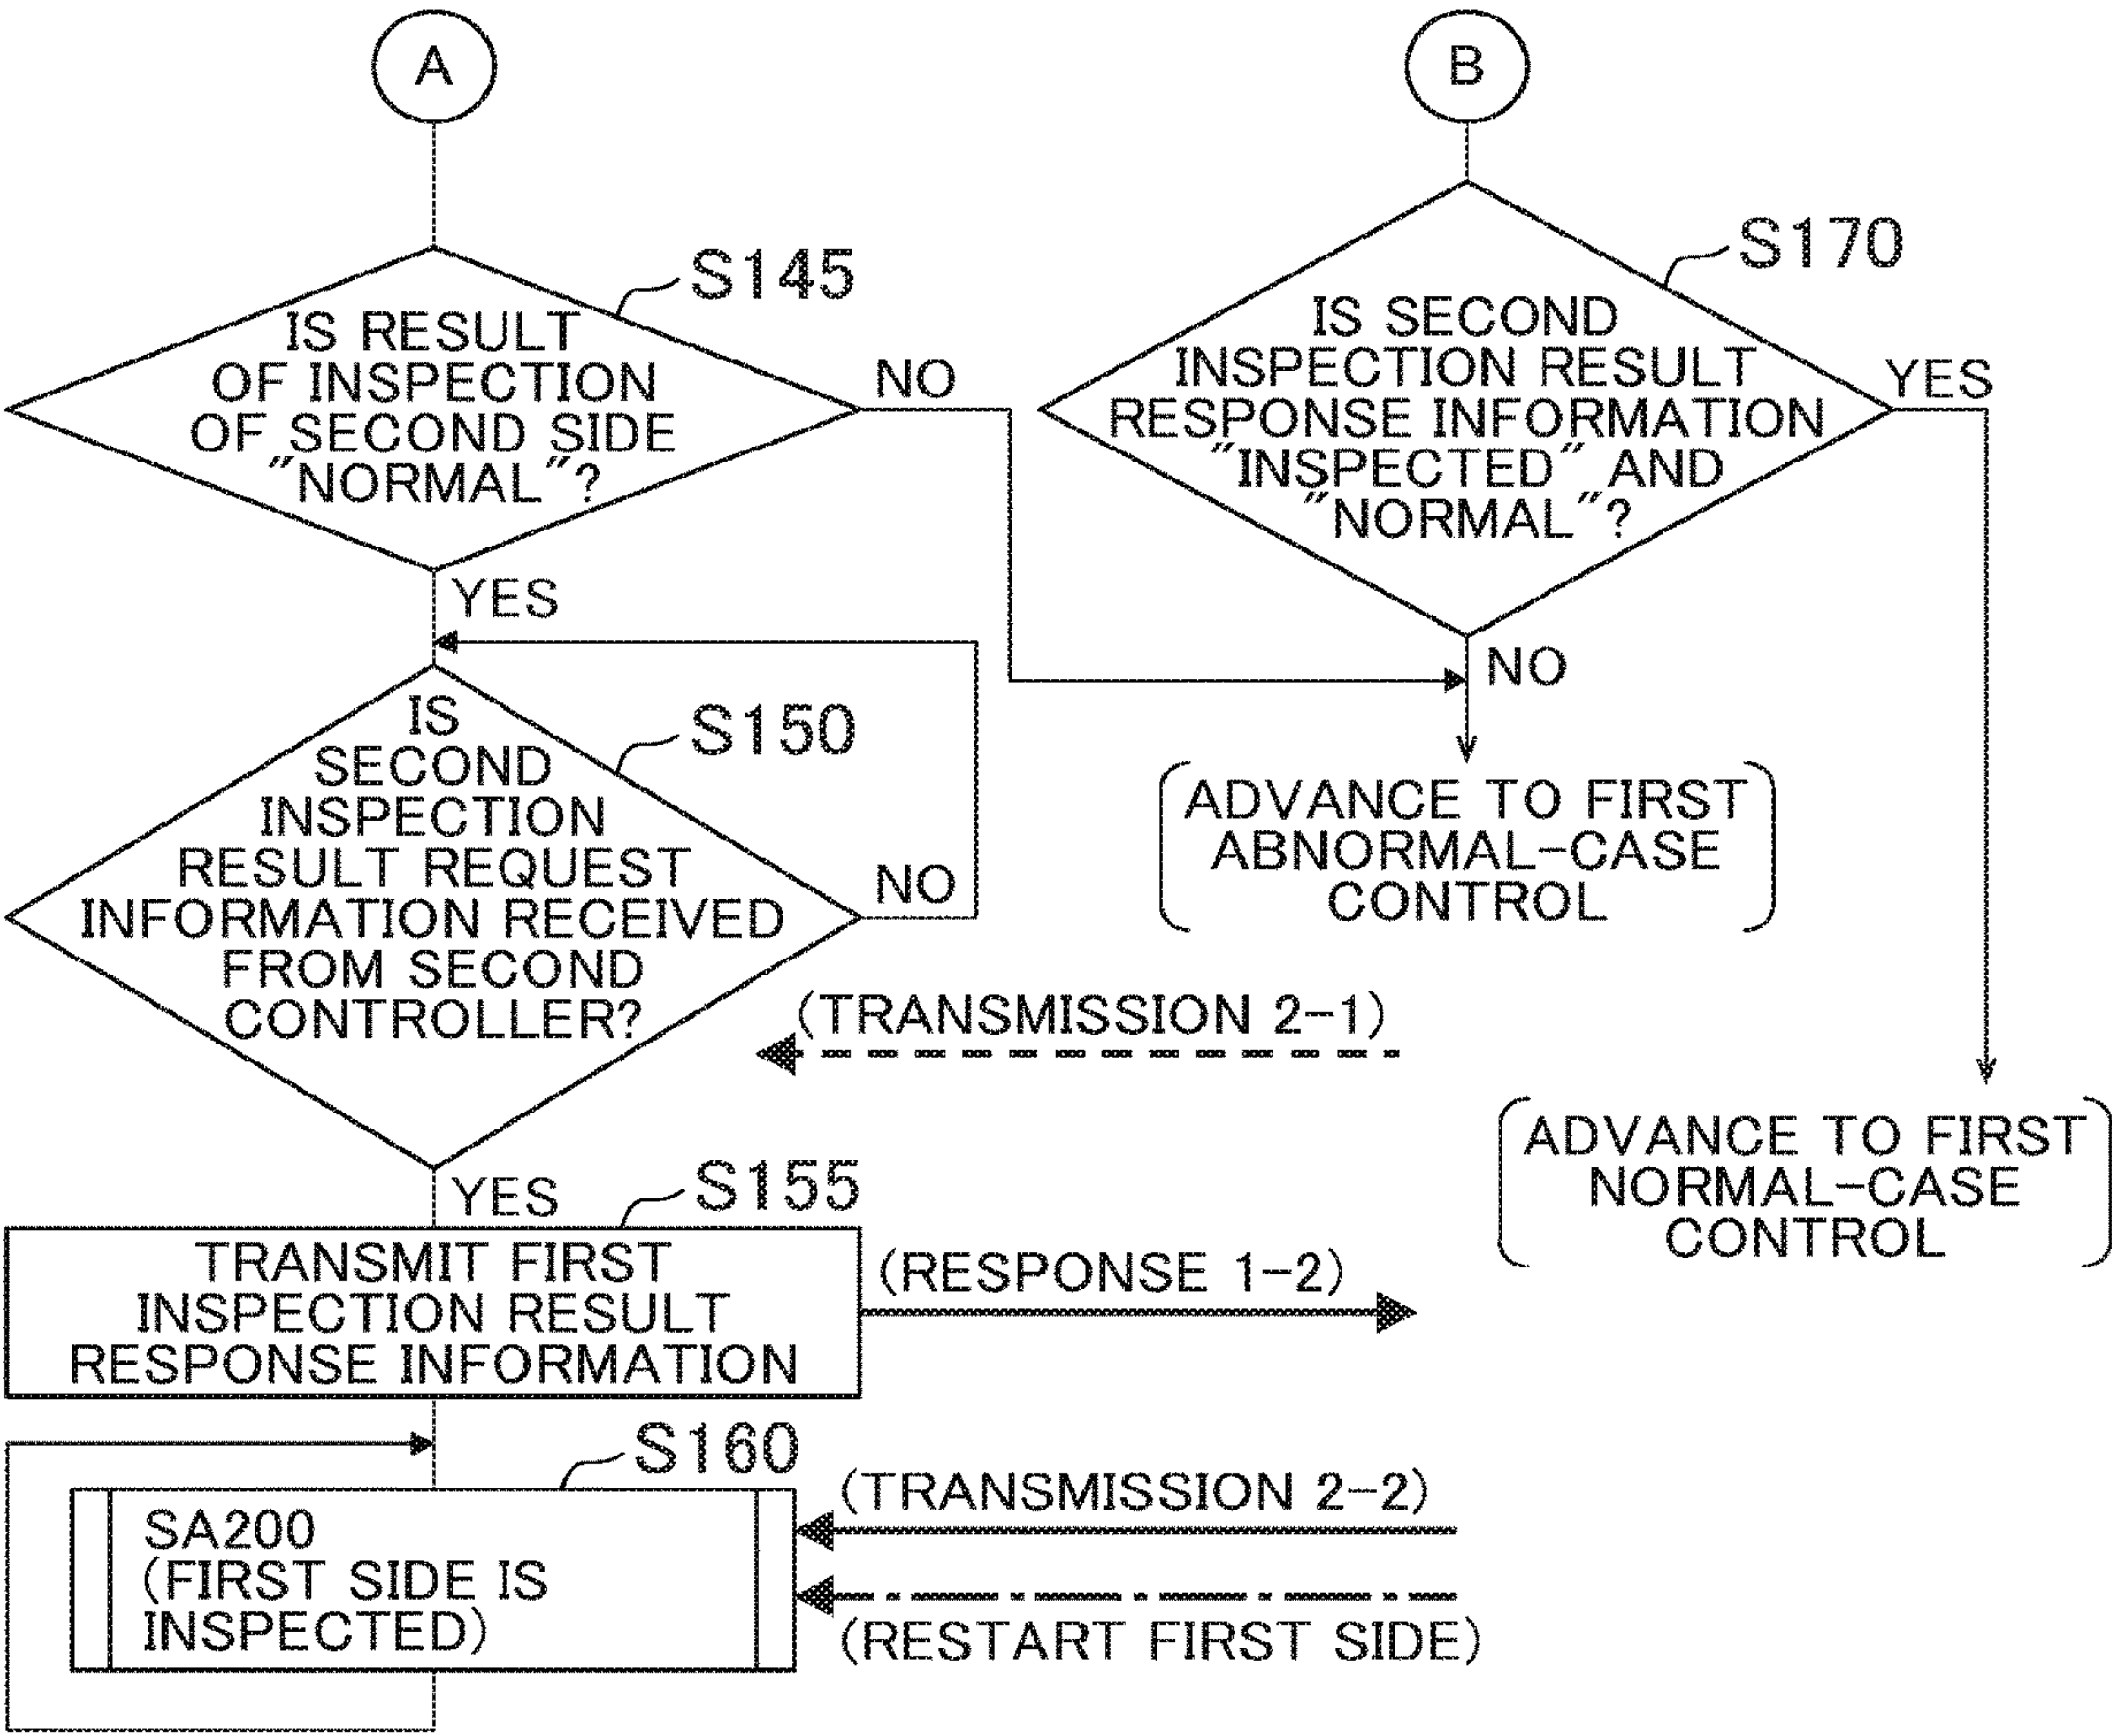 A
S145
IS RESULT
OF INSPECTION
OF SECOND SIDE
"NORMAL"?
NO
YES
IS
SECOND
INSPECTION
RESULT REQUEST
INFORMATION RECEIVED
FROM SECOND
CONTROLLER?
S150
NO
(TRANSMISSION 2-1)
YES
S155
TRANSMIT FIRST
INSPECTION RESULT
RESPONSE INFORMATION
(RESPONSE 1-2)
S160
SA200
(FIRST SIDE IS
INSPECTED)
(TRANSMISSION 2-2)
(RESTART FIRST SIDE)
B
S170
IS SECOND
INSPECTION RESULT
RESPONSE INFORMATION
"INSPECTED" AND
"NORMAL"?
YES
NO
ADVANCE TO FIRST
ABNORMAL-CASE
CONTROL
ADVANCE TO FIRST
NORMAL-CASE
CONTROL